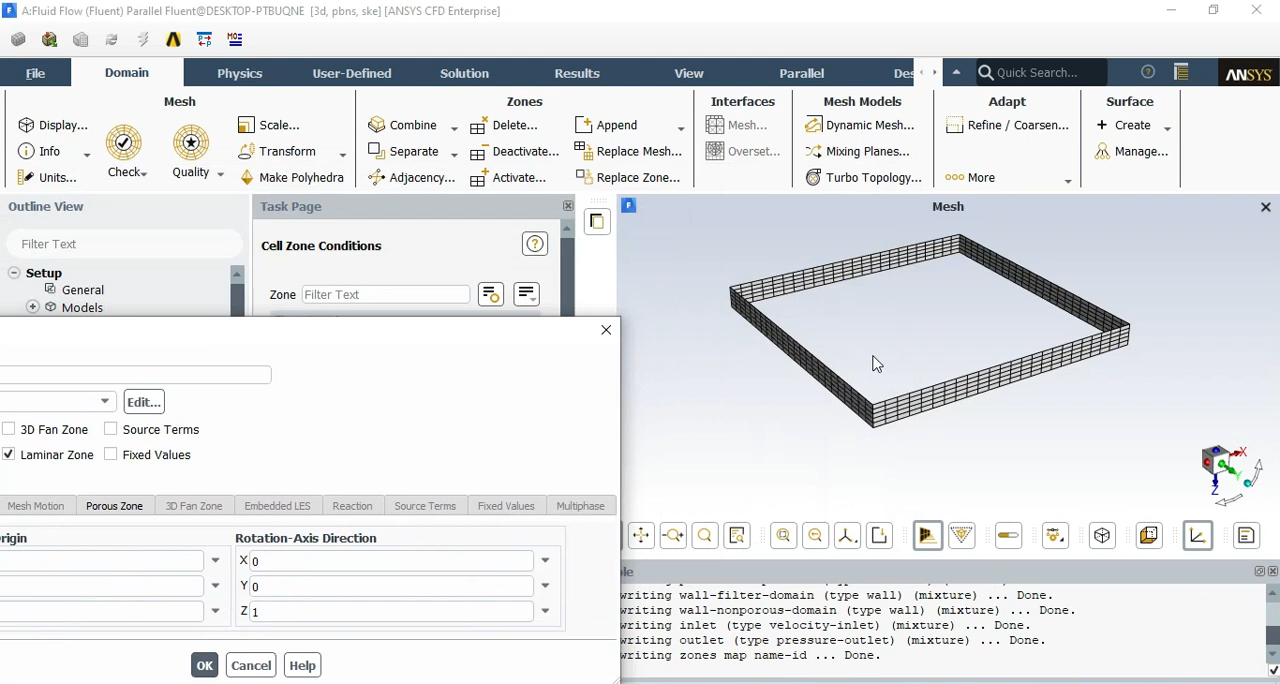 A:Fluid Flow (Fluent) Parallel Fluent@DESKTOP-PTBUQNE [3d, pbns, ske] [ANSYS CFD Enterprise]
File Domain Physics User-Defined Solution Results View Parallel Des Quick Search... ANSYS
Mesh Zones Interfaces Mesh Models Adapt Surface
Display... Scale... Combine Delete... Append Mesh... Dynamic Mesh... Refine / Coarsen... Create
Info Check Quality Transform Separate Deactivate... Replace Mesh... Overset... Mixing Planes... Manage...
Units... Make Polyhedra Adjacency... Activate... Replace Zone... Turbo Topology... More
Outline View Task Page Mesh
Filter Text Cell Zone Conditions
Setup
General Zone Filter Text
Models
Edit...
3D Fan Zone Source Terms
Laminar Zone Fixed Values
Mesh Motion Porous Zone 3D Fan Zone Embedded LES Reaction Source Terms Fixed Values Multiphase
Rotation-Axis Direction
X 0
Y 0
Z 1
OK Cancel Help
X
Y
Z
writing wall-filter-domain (type wall) (mixture) ... Done.
writing wall-nonporous-domain (type wall) (mixture) ... Done.
writing inlet (type velocity-inlet) (mixture) ... Done.
writing outlet (type pressure-outlet) (mixture) ... Done.
writing zones map name-id ... Done.